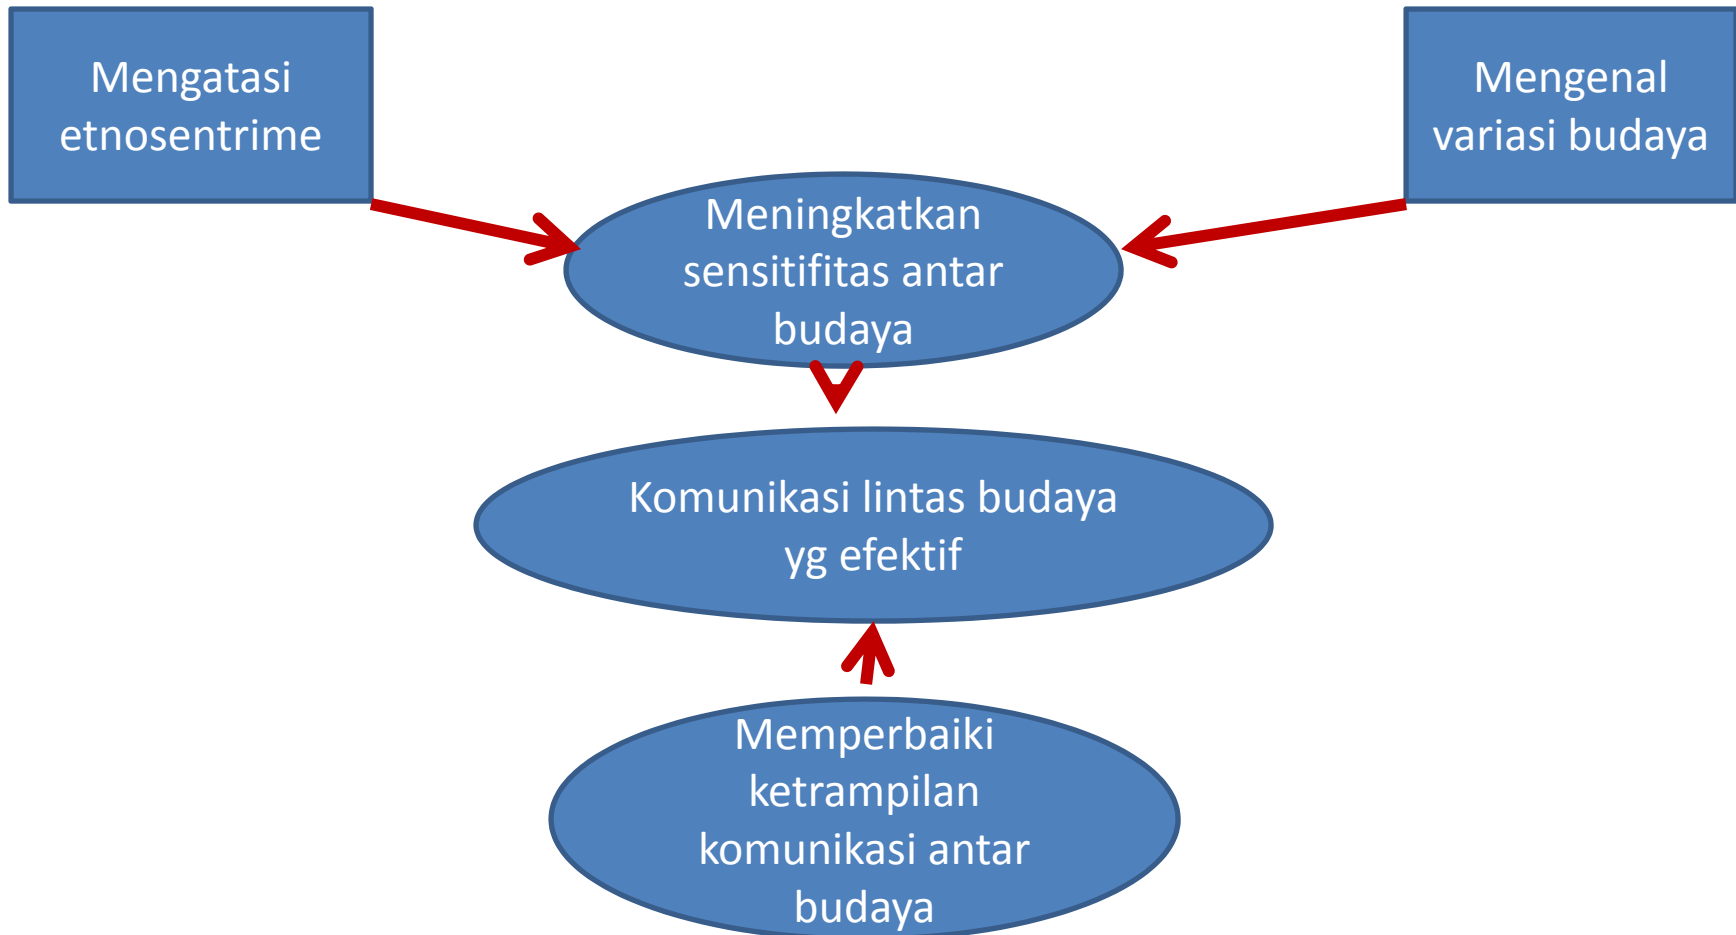 Mengatasi
etnosentrime
Mengenal
variasi budaya
Meningkatkan
sensitifitas antar
budaya
Komunikasi lintas budaya
yg efektif
Memperbaiki
ketrampilan
komunikasi antar
budaya